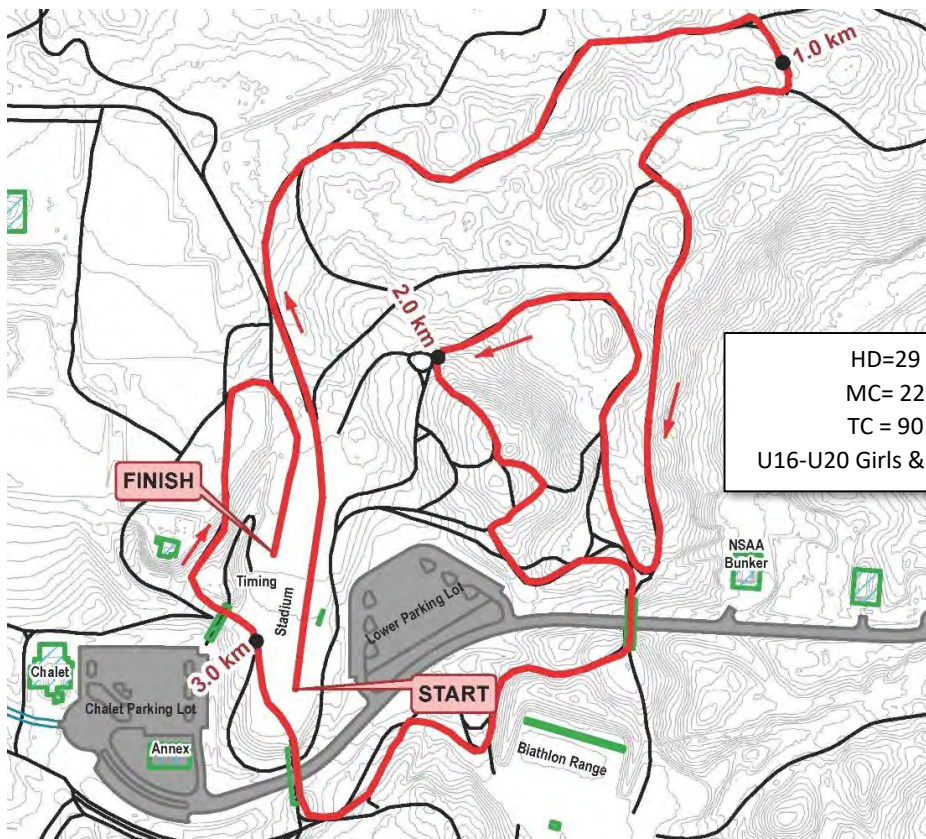 1.0 km
2.0 km
HD=29
MC= 22
TC = 90
U16-U20 Girls &
FINISH
NSAA
Bunker
Timing
Stadium
Lower Parking Lot
3.0 km
START
Chalet
Chalet Parking Lot
Annex
Biathlon Range